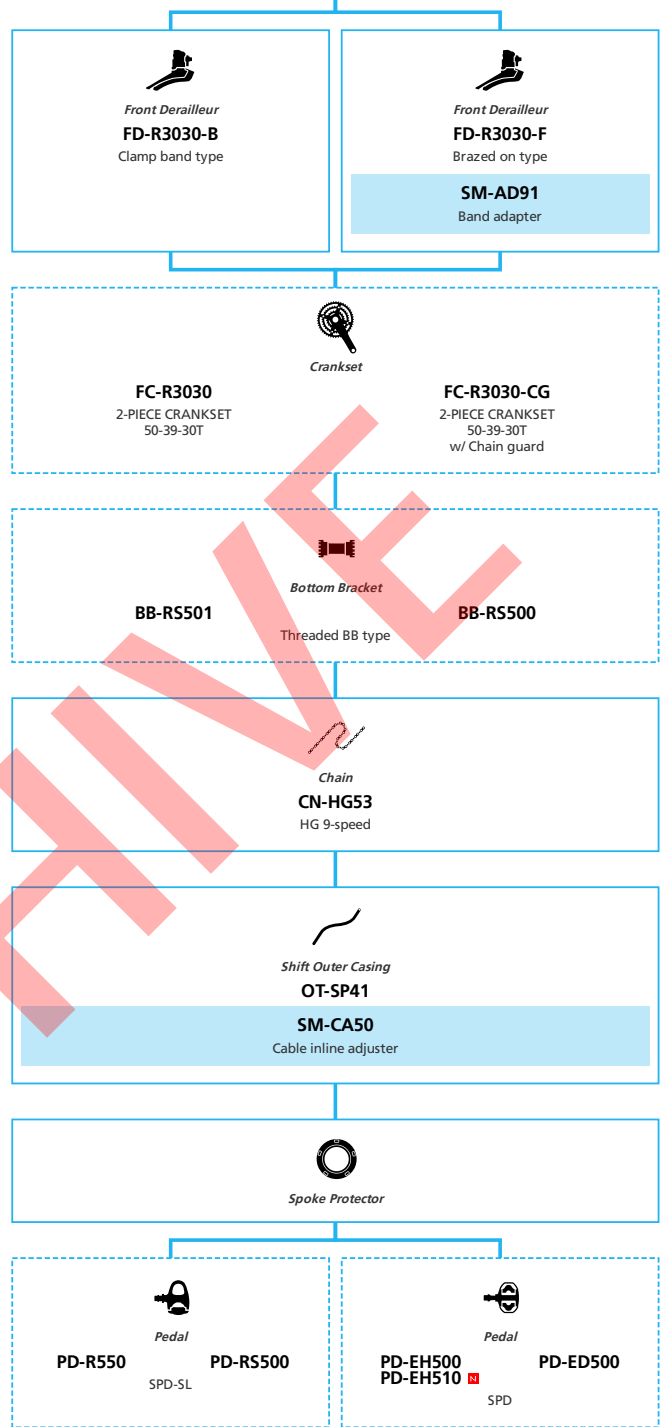 Front Derailleur
FD-R3030-B
Clamp band type
Front Derailleur
FD-R3030-F
Brazed on type
SM-AD91
Band adapter
Crankset
FC-R3030
2-PIECE CRANKSET
50-39-30T
FC-R3030-CG
2-PIECE CRANKSET
50-39-30T
w/ Chain guard
Bottom Bracket
BB-RS501
BB-RS500
Threaded BB type
Chain
CN-HG53
HG 9-speed
Shift Outer Casing
OT-SP41
SM-CA50
Cable inline adjuster
Spoke Protector
Pedal
PD-R550
PD-RS500
SPD-SL
Pedal
PD-EH500
PD-EH510 N
PD-ED500
SPD
HIVE